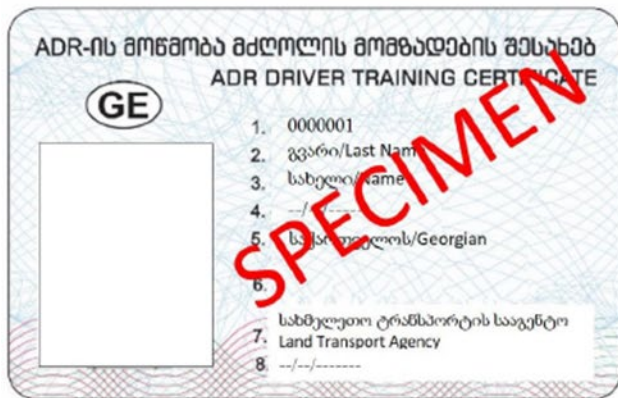 ADR-ის მოწმობა მძღოლის მომზადების შესახებ
ADR DRIVER TRAINING CERTIFICATE
GE
1. 0000001
2. გვარი/Last Name
3. სახელი/Name
4. --/--/-------
5. საქართველოს/Georgian
6.
7. სახმელეთო ტრანსპორტის სააგენტო
Land Transport Agency
8. --/--/-------
SPECIMEN